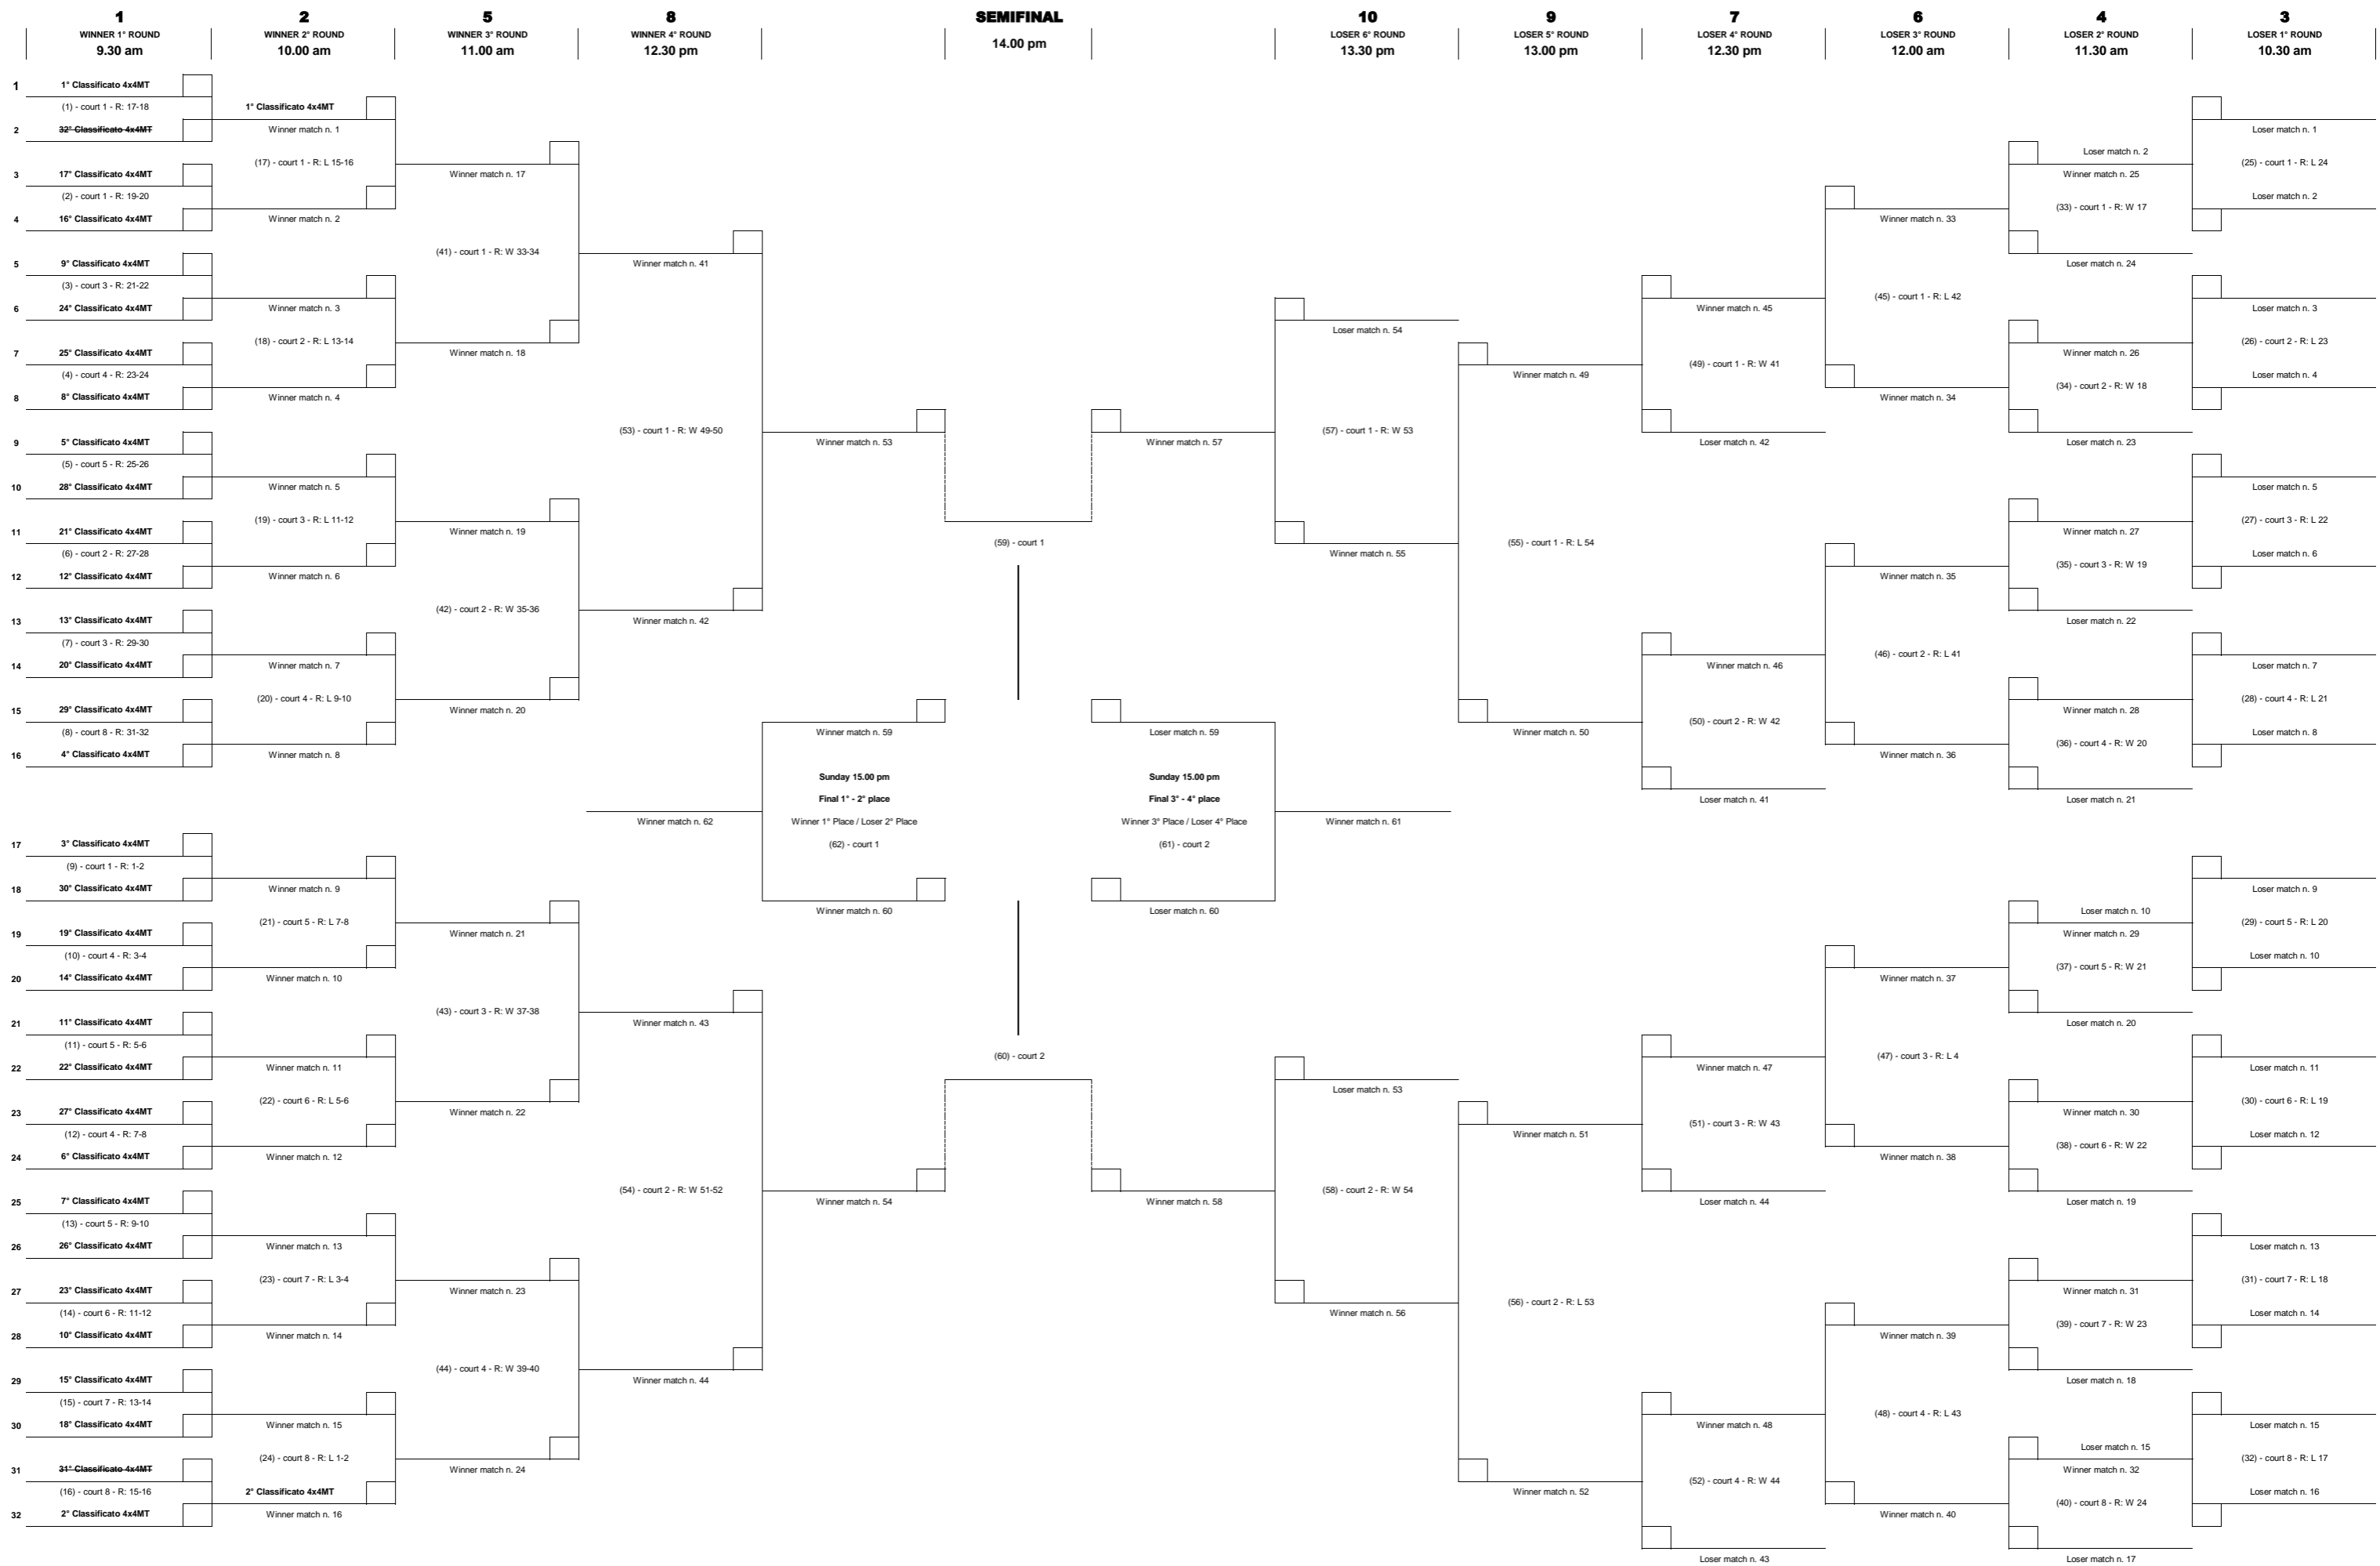 1
WINNER 1° ROUND
9.30 am
2
WINNER 2° ROUND
10.00 am
5
WINNER 3° ROUND
11.00 am
8
WINNER 4° ROUND
12.30 pm
SEMIFINAL
14.00 pm
10
LOSER 6° ROUND
13.30 pm
9
LOSER 5° ROUND
13.00 pm
7
LOSER 4° ROUND
12.30 pm
6
LOSER 3° ROUND
12.00 am
4
LOSER 2° ROUND
11.30 am
3
LOSER 1° ROUND
10.30 am
1 1° Classificato 4x4MT
(1) - court 1 - R: 17-18
2 32° Classificato 4x4MT
3 17° Classificato 4x4MT
(2) - court 1 - R: 19-20
4 16° Classificato 4x4MT
5 9° Classificato 4x4MT
(3) - court 3 - R: 21-22
6 24° Classificato 4x4MT
7 25° Classificato 4x4MT
(4) - court 4 - R: 23-24
8 8° Classificato 4x4MT
9 5° Classificato 4x4MT
(5) - court 5 - R: 25-26
10 28° Classificato 4x4MT
11 21° Classificato 4x4MT
(6) - court 2 - R: 27-28
12 12° Classificato 4x4MT
13 13° Classificato 4x4MT
(7) - court 3 - R: 29-30
14 20° Classificato 4x4MT
15 29° Classificato 4x4MT
(8) - court 8 - R: 31-32
16 4° Classificato 4x4MT
17 3° Classificato 4x4MT
(9) - court 1 - R: 1-2
18 30° Classificato 4x4MT
19 19° Classificato 4x4MT
(10) - court 4 - R: 3-4
20 14° Classificato 4x4MT
21 11° Classificato 4x4MT
(11) - court 5 - R: 5-6
22 22° Classificato 4x4MT
23 27° Classificato 4x4MT
(12) - court 4 - R: 7-8
24 6° Classificato 4x4MT
25 7° Classificato 4x4MT
(13) - court 5 - R: 9-10
26 26° Classificato 4x4MT
27 23° Classificato 4x4MT
(14) - court 6 - R: 11-12
28 10° Classificato 4x4MT
29 15° Classificato 4x4MT
(15) - court 7 - R: 13-14
30 18° Classificato 4x4MT
31 31° Classificato 4x4MT
(16) - court 8 - R: 15-16
32 2° Classificato 4x4MT
1° Classificato 4x4MT
Winner match n. 1
(17) - court 1 - R: L 15-16
Winner match n. 2
Winner match n. 3
(18) - court 2 - R: L 13-14
Winner match n. 4
Winner match n. 5
(19) - court 3 - R: L 11-12
Winner match n. 6
Winner match n. 7
(20) - court 4 - R: L 9-10
Winner match n. 8
Winner match n. 9
(21) - court 5 - R: L 7-8
Winner match n. 10
Winner match n. 11
(22) - court 6 - R: L 5-6
Winner match n. 12
Winner match n. 13
(23) - court 7 - R: L 3-4
Winner match n. 14
Winner match n. 15
(24) - court 8 - R: L 1-2
2° Classificato 4x4MT
Winner match n. 16
Winner match n. 17
(41) - court 1 - R: W 33-34
Winner match n. 18
Winner match n. 19
(42) - court 2 - R: W 35-36
Winner match n. 20
Winner match n. 21
(43) - court 3 - R: W 37-38
Winner match n. 22
Winner match n. 23
(44) - court 4 - R: W 39-40
Winner match n. 24
Winner match n. 41
(53) - court 1 - R: W 49-50
Winner match n. 42
Winner match n. 62
Winner match n. 43
(54) - court 2 - R: W 51-52
Winner match n. 44
Winner match n. 53
Winner match n. 59
Sunday 15.00 pm
Final 1° - 2° place
Winner 1° Place / Loser 2° Place
(62) - court 1
Winner match n. 60
Winner match n. 54
(59) - court 1
(60) - court 2
Winner match n. 57
Loser match n. 59
Sunday 15.00 pm
Final 3° - 4° place
Winner 3° Place / Loser 4° Place
(61) - court 2
Loser match n. 60
Winner match n. 58
Loser match n. 54
(57) - court 1 - R: W 53
Winner match n. 55
Winner match n. 61
Loser match n. 53
(58) - court 2 - R: W 54
Winner match n. 56
Winner match n. 49
(55) - court 1 - R: L 54
Winner match n. 50
Winner match n. 51
(56) - court 2 - R: L 53
Winner match n. 52
Winner match n. 45
(49) - court 1 - R: W 41
Loser match n. 42
Winner match n. 46
(50) - court 2 - R: W 42
Loser match n. 41
Winner match n. 47
(51) - court 3 - R: W 43
Loser match n. 44
Winner match n. 48
(52) - court 4 - R: W 44
Loser match n. 43
Winner match n. 33
(45) - court 1 - R: L 42
Winner match n. 34
Winner match n. 35
(46) - court 2 - R: L 41
Winner match n. 36
Winner match n. 37
(47) - court 3 - R: L 4
Winner match n. 38
Winner match n. 39
(48) - court 4 - R: L 43
Winner match n. 40
Loser match n. 2
Winner match n. 25
(33) - court 1 - R: W 17
Loser match n. 24
Winner match n. 26
(34) - court 2 - R: W 18
Loser match n. 23
Winner match n. 27
(35) - court 3 - R: W 19
Loser match n. 22
Winner match n. 28
(36) - court 4 - R: W 20
Loser match n. 21
Loser match n. 10
Winner match n. 29
(37) - court 5 - R: W 21
Loser match n. 20
Winner match n. 30
(38) - court 6 - R: W 22
Loser match n. 19
Winner match n. 31
(39) - court 7 - R: W 23
Loser match n. 18
Loser match n. 15
Winner match n. 32
(40) - court 8 - R: W 24
Loser match n. 17
Loser match n. 1
(25) - court 1 - R: L 24
Loser match n. 2
Loser match n. 3
(26) - court 2 - R: L 23
Loser match n. 4
Loser match n. 5
(27) - court 3 - R: L 22
Loser match n. 6
Loser match n. 7
(28) - court 4 - R: L 21
Loser match n. 8
Loser match n. 9
(29) - court 5 - R: L 20
Loser match n. 10
Loser match n. 11
(30) - court 6 - R: L 19
Loser match n. 12
Loser match n. 13
(31) - court 7 - R: L 18
Loser match n. 14
Loser match n. 15
(32) - court 8 - R: L 17
Loser match n. 16